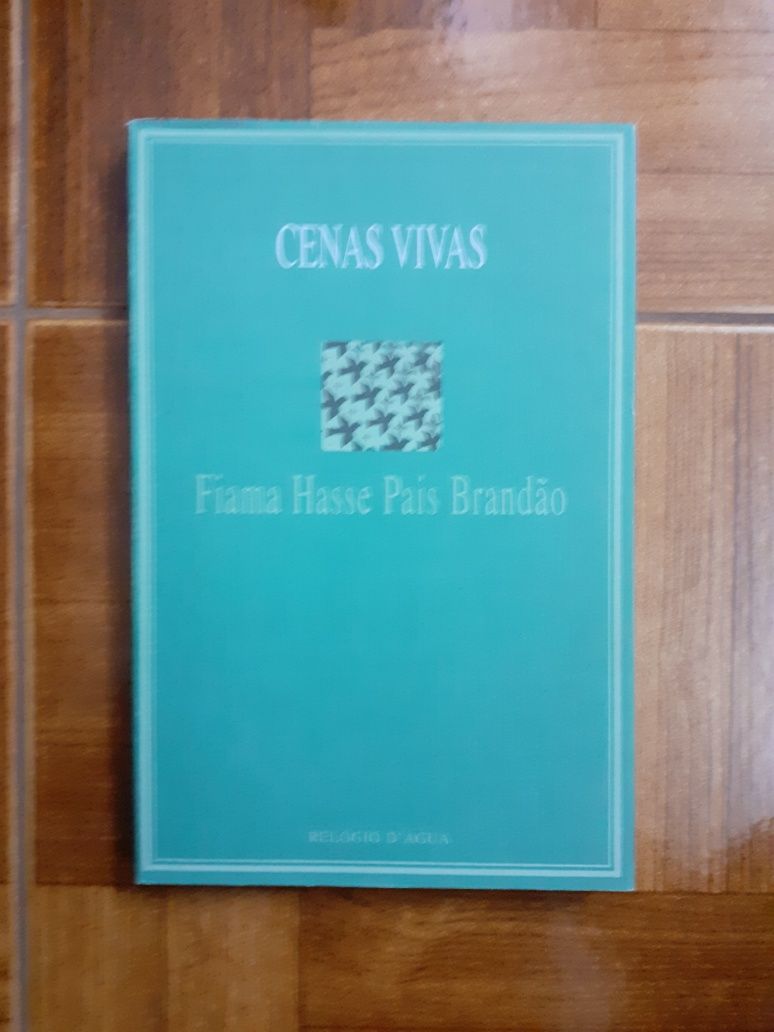 CENAS VIVAS
Fiama Hasse Pais Brandão
RELÓGIO D'ÁGUA